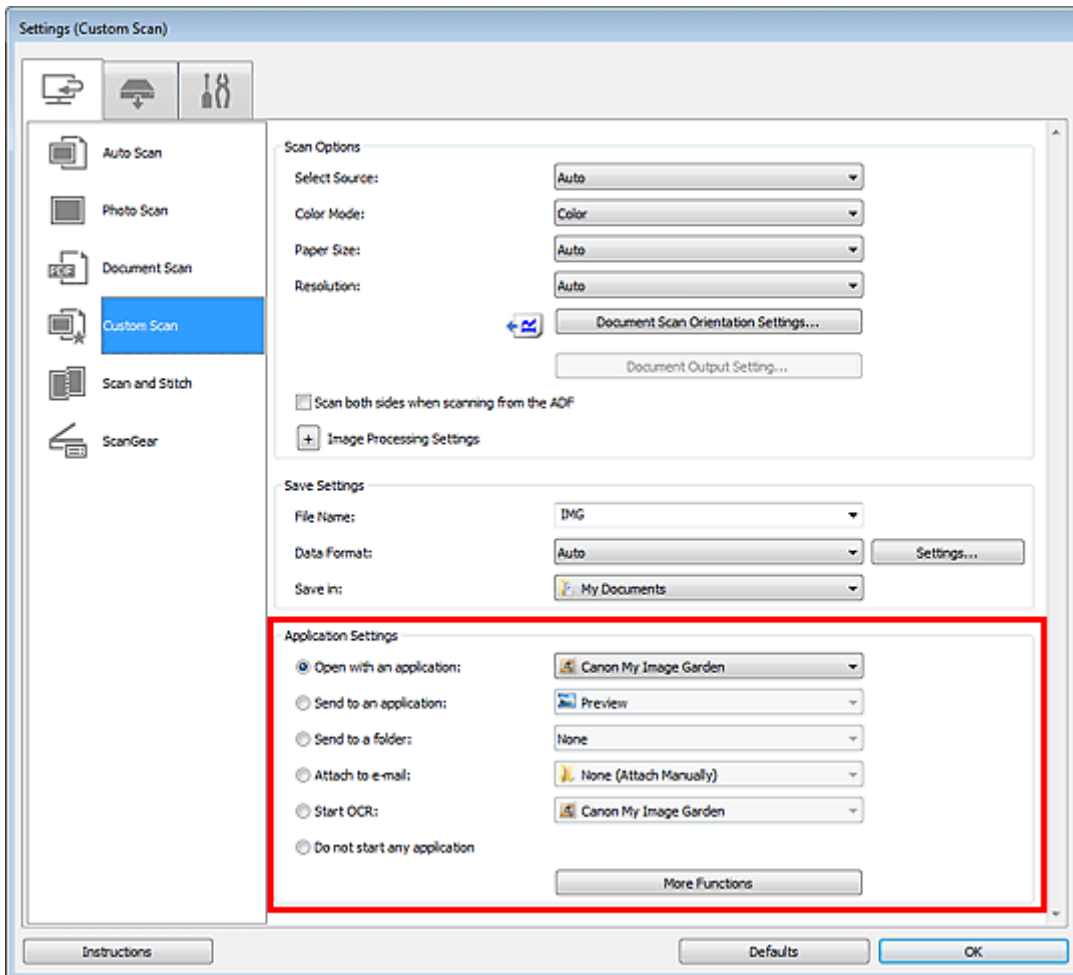 Settings (Custom Scan)
Auto Scan
Photo Scan
PDF
Document Scan
Custom Scan
Scan and Stitch
ScanGear
Scan Options
Select Source: Auto
Color Mode: Color
Paper Size: Auto
Resolution: Auto
Document Scan Orientation Settings...
Document Output Setting...
Scan both sides when scanning from the ADF
+ Image Processing Settings
Save Settings
File Name: IMG
Data Format: Auto Settings...
Save in: My Documents
Application Settings
Open with an application: Canon My Image Garden
Send to an application: Preview
Send to a folder: None
Attach to e-mail: None (Attach Manually)
Start OCR: Canon My Image Garden
Do not start any application
More Functions
Instructions Defaults OK